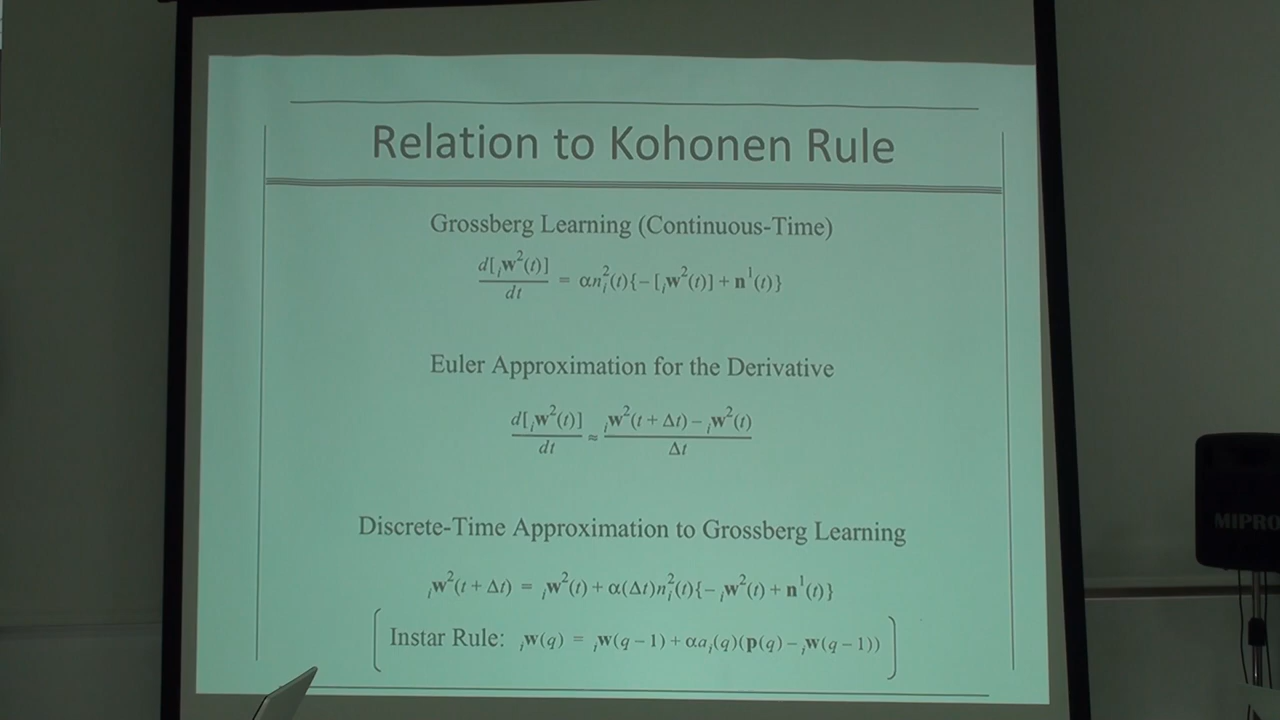 Relation to Kohonen Rule
Grossberg Learning (Continuous-Time)
d[ᵢw²(t)]/dt = αnᵢ²(t){–[ᵢw²(t)] + n¹(t)}
Euler Approximation for the Derivative
d[ᵢw²(t)]/dt ≈ (ᵢw²(t + Δt) – ᵢw²(t))/Δt
Discrete-Time Approximation to Grossberg Learning
ᵢw²(t + Δt) = ᵢw²(t) + α(Δt)nᵢ²(t){–ᵢw²(t) + n¹(t)}
Instar Rule: ᵢw(q) = ᵢw(q – 1) + αaᵢ(q)(p(q) – ᵢw(q – 1))
MIPRO